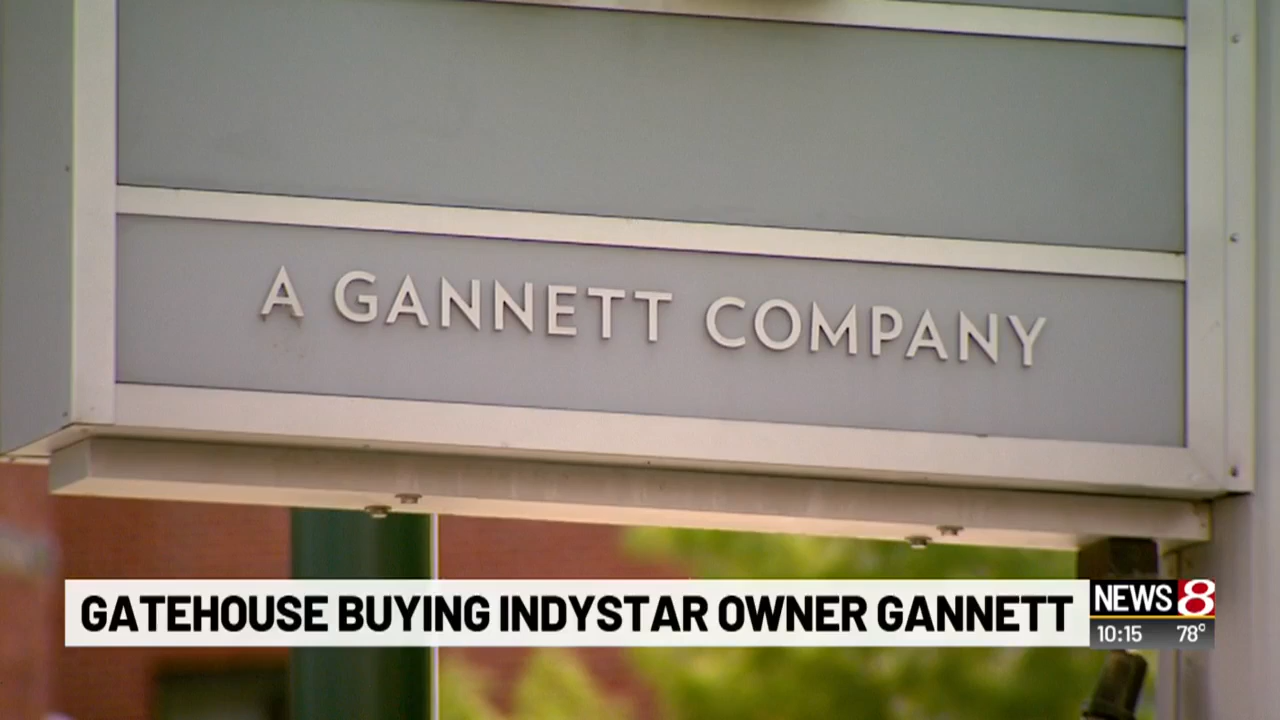 A GANNETT COMPANY
GATEHOUSE BUYING INDYSTAR OWNER GANNETT
NEWS 8
10:15 78°